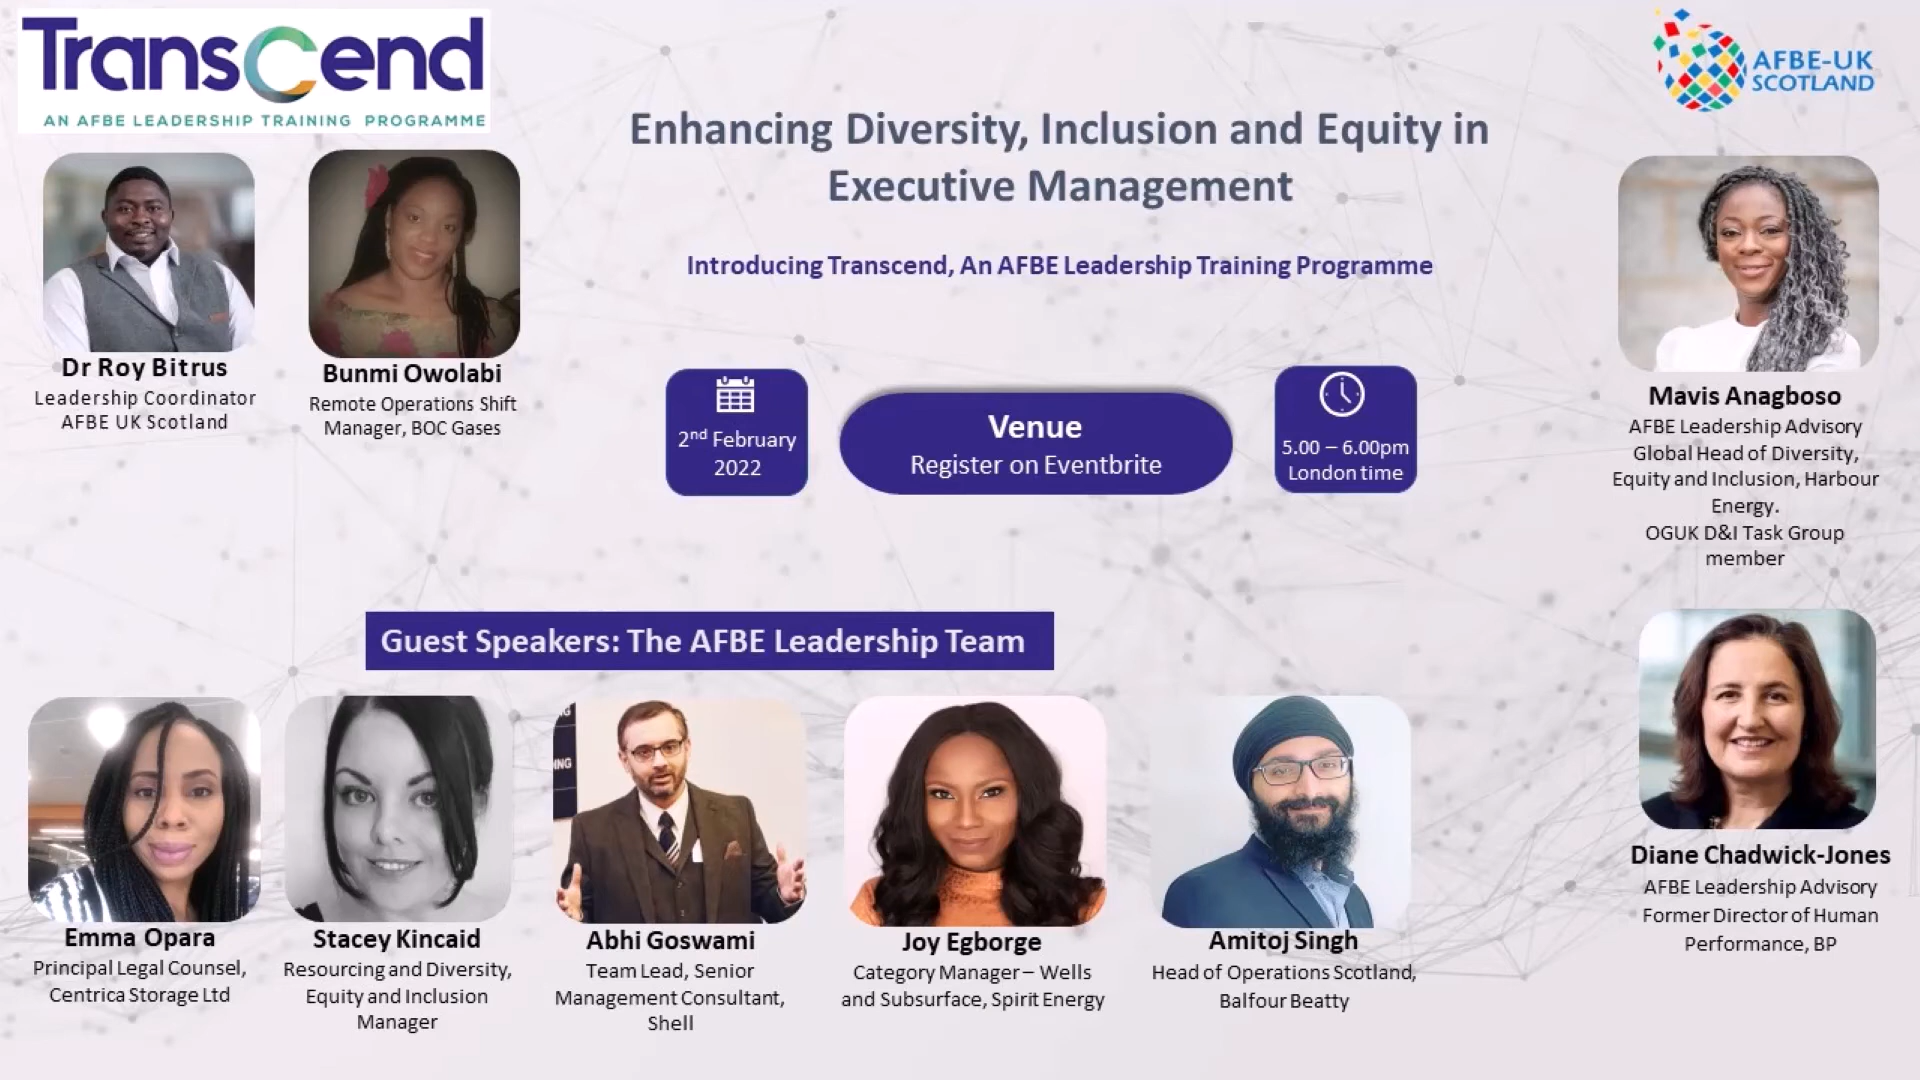 TransCend
AN AFBE LEADERSHIP TRAINING PROGRAMME
AFBE-UK
SCOTLAND
Enhancing Diversity, Inclusion and Equity in
Executive Management
Introducing Transcend, An AFBE Leadership Training Programme
Dr Roy Bitrus
Leadership Coordinator
AFBE UK Scotland
Bunmi Owolabi
Remote Operations Shift
Manager, BOC Gases
2nd February
2022
Venue
Register on Eventbrite
5.00 – 6.00pm
London time
Mavis Anagboso
AFBE Leadership Advisory
Global Head of Diversity,
Equity and Inclusion, Harbour
Energy.
OGUK D&I Task Group
member
Guest Speakers: The AFBE Leadership Team
Emma Opara
Principal Legal Counsel,
Centrica Storage Ltd
Stacey Kincaid
Resourcing and Diversity,
Equity and Inclusion
Manager
Abhi Goswami
Team Lead, Senior
Management Consultant,
Shell
Joy Egborge
Category Manager – Wells
and Subsurface, Spirit Energy
Amitoj Singh
Head of Operations Scotland,
Balfour Beatty
Diane Chadwick-Jones
AFBE Leadership Advisory
Former Director of Human
Performance, BP